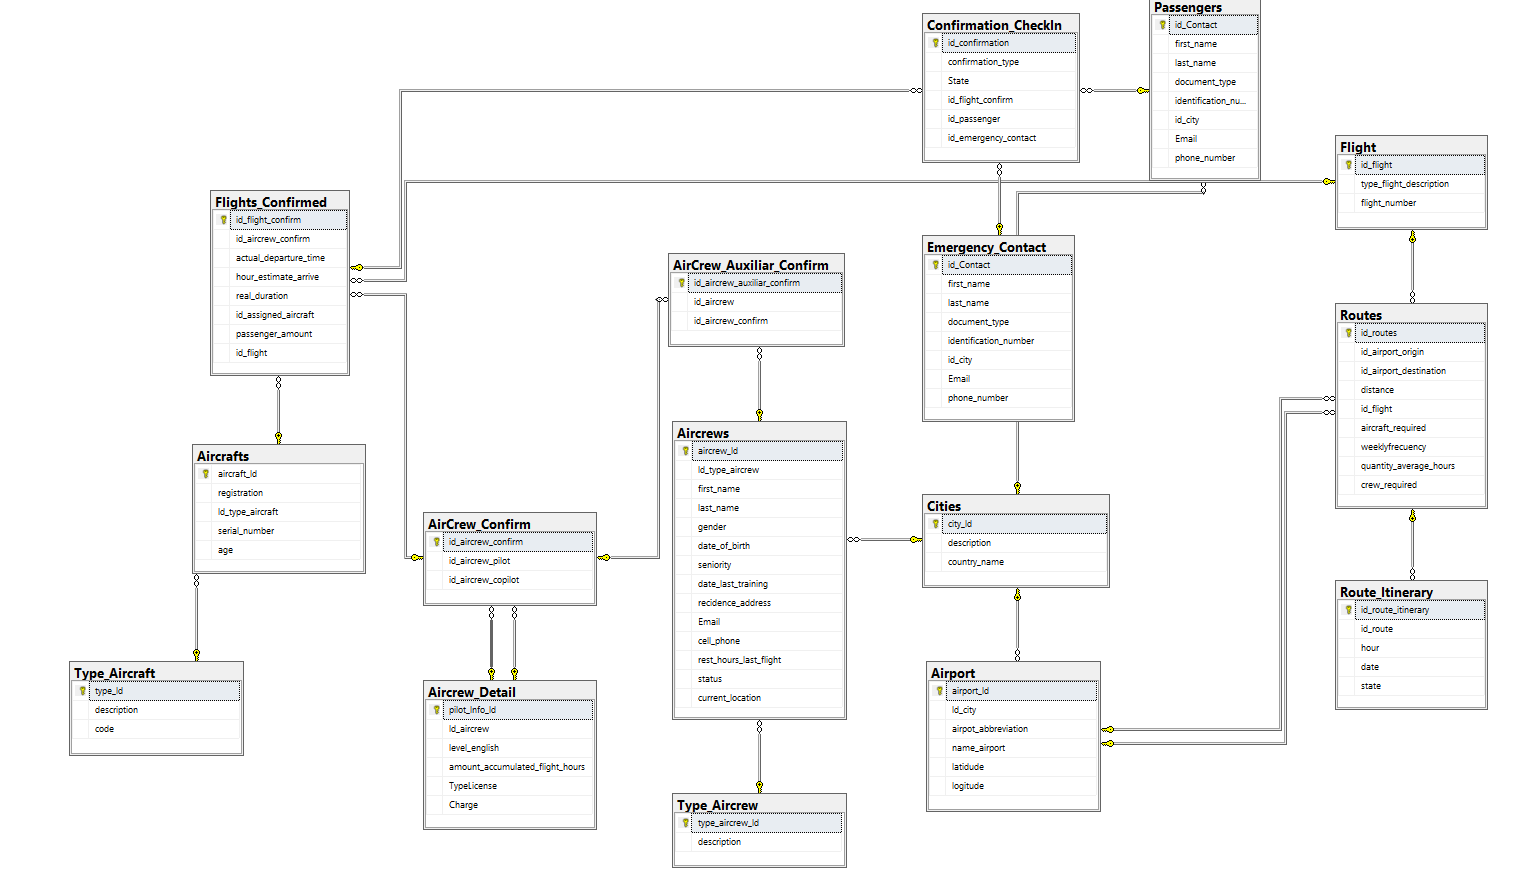 Passengers
id_Contact
first_name
last_name
document_type
identification_nu...
id_city
Email
phone_number
Confirmation_CheckIn
id_confirmation
confirmation_type
State
id_flight_confirm
id_passenger
id_emergency_contact
Flight
id_flight
type_flight_description
flight_number
Flights_Confirmed
id_flight_confirm
id_aircrew_confirm
actual_departure_time
hour_estimate_arrive
real_duration
id_assigned_aircraft
passenger_amount
id_flight
AirCrew_Auxiliar_Confirm
id_aircrew_auxiliar_confirm
id_aircrew
id_aircrew_confirm
Emergency_Contact
id_Contact
first_name
last_name
document_type
identification_number
id_city
Email
phone_number
Routes
id_routes
id_airport_origin
id_airport_destination
distance
id_flight
aircraft_required
weeklyfrecuency
quantity_average_hours
crew_required
Aircrafts
aircraft_Id
registration
Id_type_aircraft
serial_number
age
Aircrews
aircrew_Id
Id_type_aircrew
first_name
last_name
gender
date_of_birth
seniority
date_last_training
recidence_address
Email
cell_phone
rest_hours_last_flight
status
current_location
AirCrew_Confirm
id_aircrew_confirm
id_aircrew_pilot
id_aircrew_copilot
Cities
city_Id
description
country_name
Route_Itinerary
id_route_itinerary
id_route
hour
date
state
Type_Aircraft
type_Id
description
code
Aircrew_Detail
pilot_Info_Id
Id_aircrew
level_english
amount_accumulated_flight_hours
TypeLicense
Charge
Airport
airport_Id
Id_city
airpot_abbreviation
name_airport
latidude
logitude
Type_Aircrew
type_aircrew_Id
description